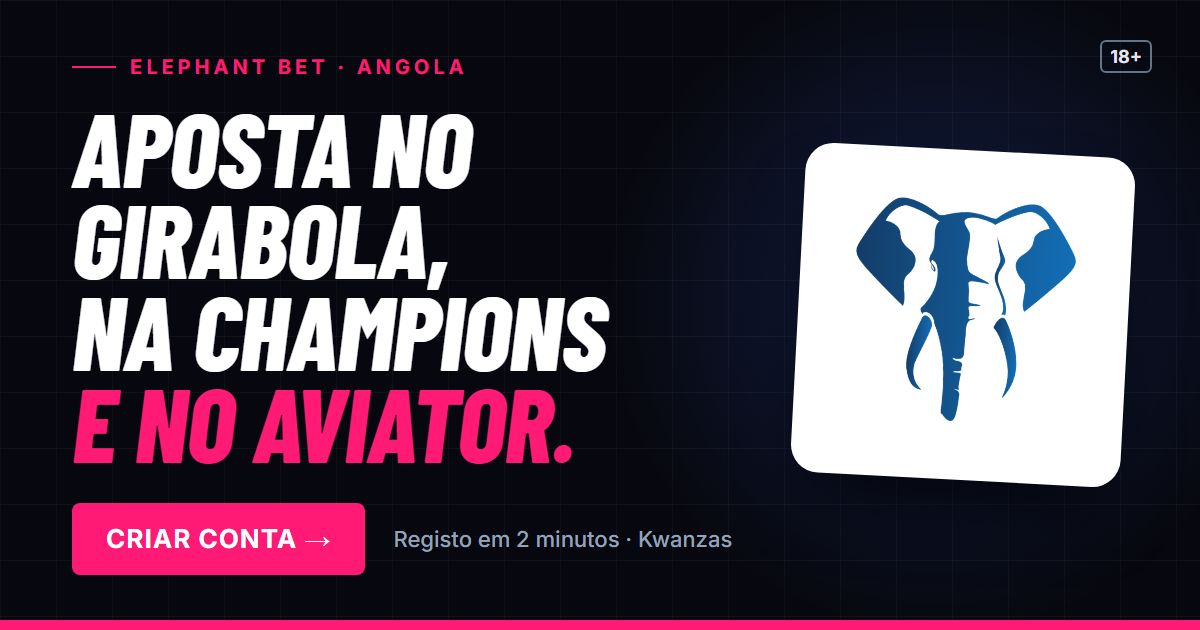 ELEPHANT BET · ANGOLA
18+
APOSTA NO
GIRABOLA,
NA CHAMPIONS
E NO AVIATOR.
CRIAR CONTA →
Registo em 2 minutos · Kwanzas